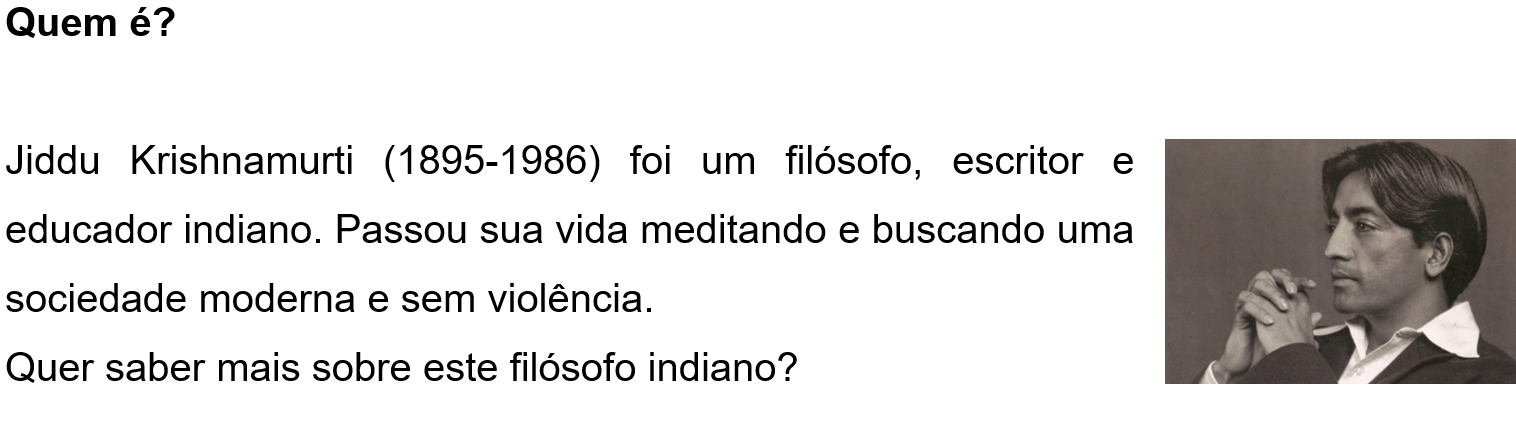 Quem é?
Jiddu Krishnamurti (1895-1986) foi um filósofo, escritor e
educador indiano. Passou sua vida meditando e buscando uma
sociedade moderna e sem violência.
Quer saber mais sobre este filósofo indiano?